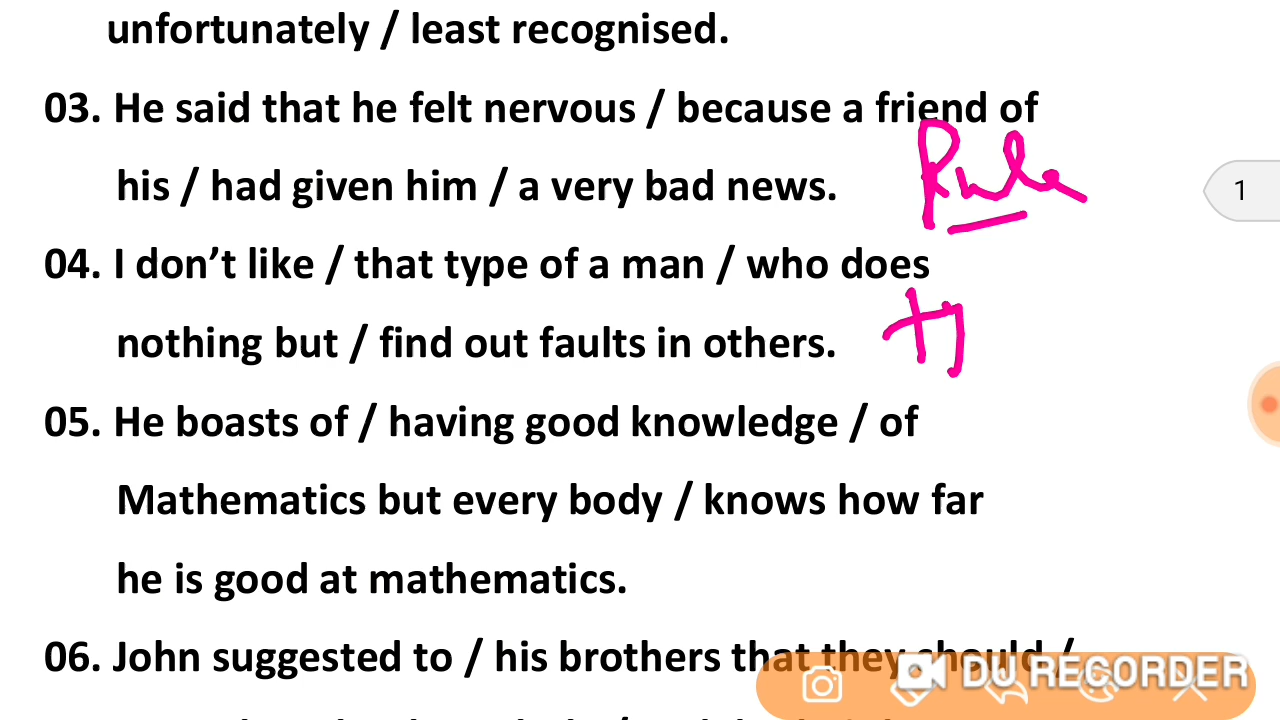 unfortunately / least recognised.
03. He said that he felt nervous / because a friend of
his / had given him / a very bad news.
Rule
04. I don't like / that type of a man / who does
nothing but / find out faults in others.
05. He boasts of / having good knowledge / of
Mathematics but every body / knows how far
he is good at mathematics.
06. John suggested to / his brothers that they should /
DU RECORDER
1